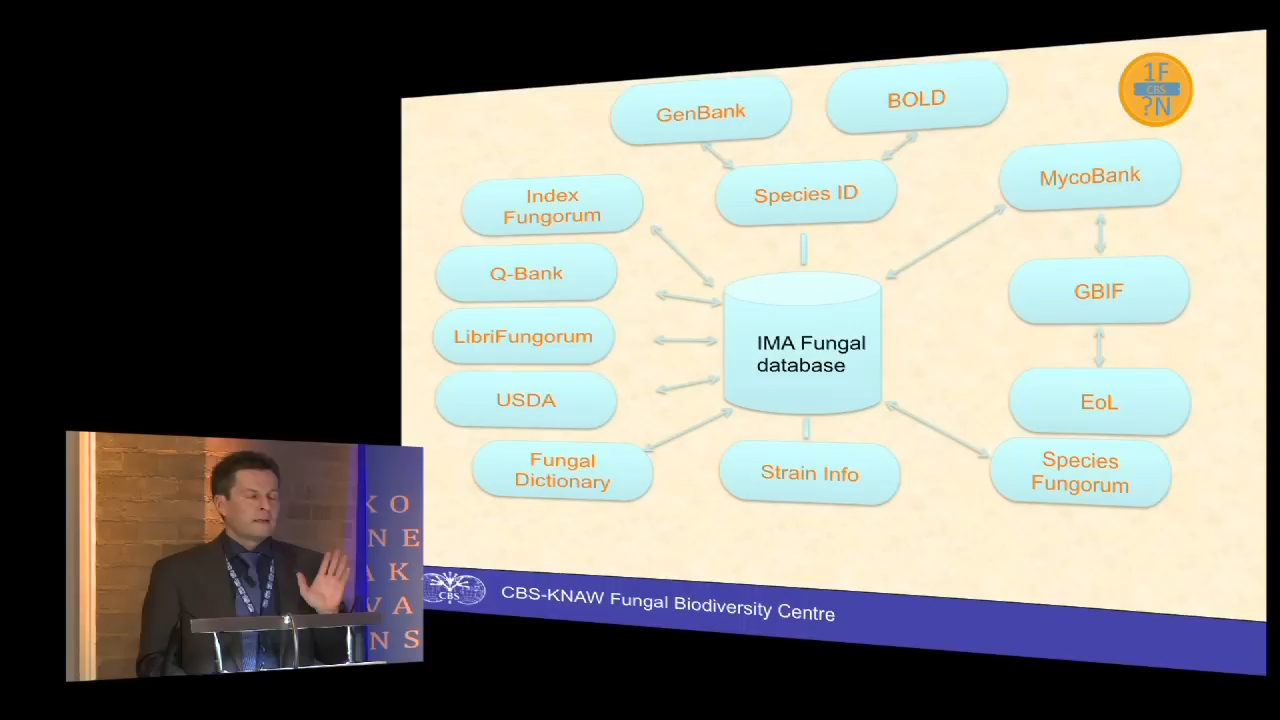 1F
CBS
?N
GenBank
BOLD
MycoBank
Index
Fungorum
Species ID
Q-Bank
GBIF
LibriFungorum
IMA Fungal
database
USDA
EoL
Fungal
Dictionary
Strain Info
Species
Fungorum
CBS
CBS-KNAW Fungal Biodiversity Centre
K O
N E
A K
V A
N S